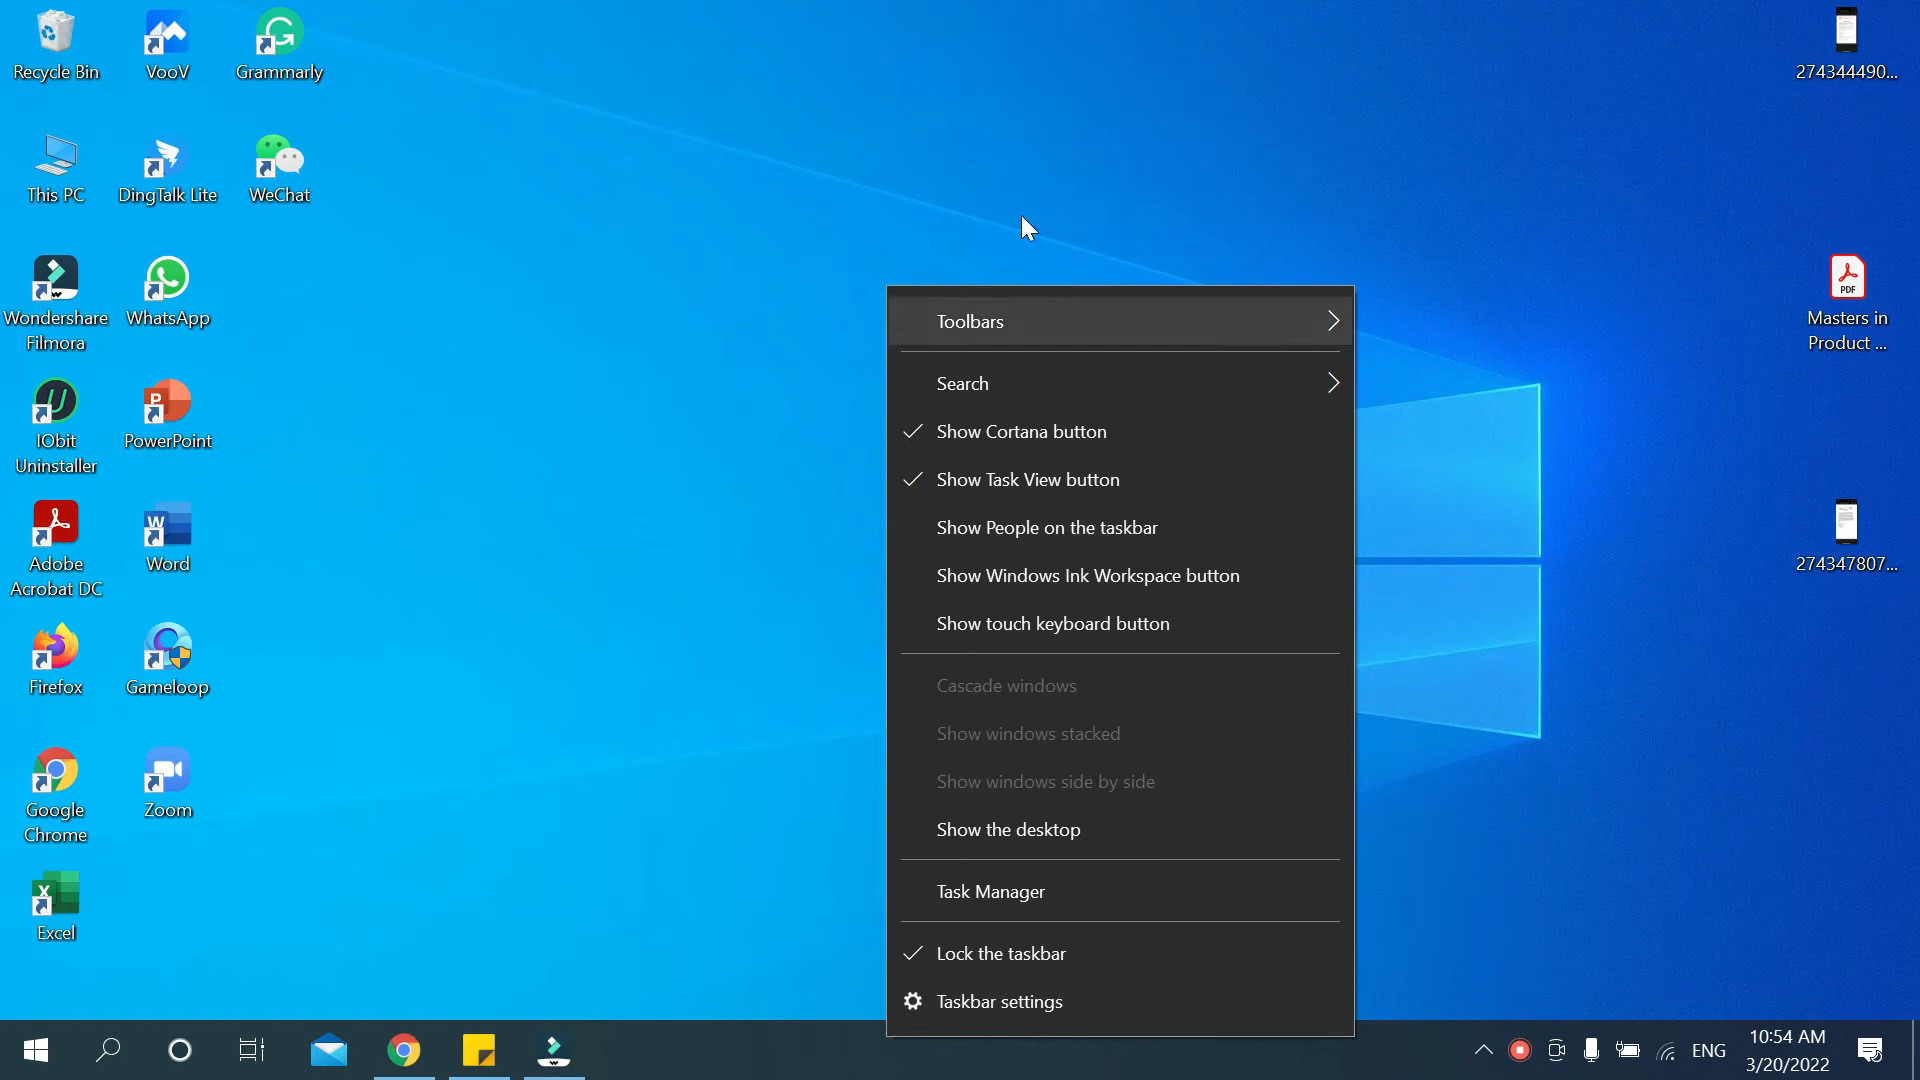 Recycle Bin
VooV
Grammarly
This PC
DingTalk Lite
WeChat
Wondershare
Filmora
WhatsApp
IObit
Uninstaller
PowerPoint
Adobe
Acrobat DC
Word
Firefox
Gameloop
Google
Chrome
Zoom
Excel
Toolbars
Search
Show Cortana button
Show Task View button
Show People on the taskbar
Show Windows Ink Workspace button
Show touch keyboard button
Cascade windows
Show windows stacked
Show windows side by side
Show the desktop
Task Manager
Lock the taskbar
Taskbar settings
274344490...
PDF
Masters in
Product ...
274347807...
ENG
10:54 AM
3/20/2022